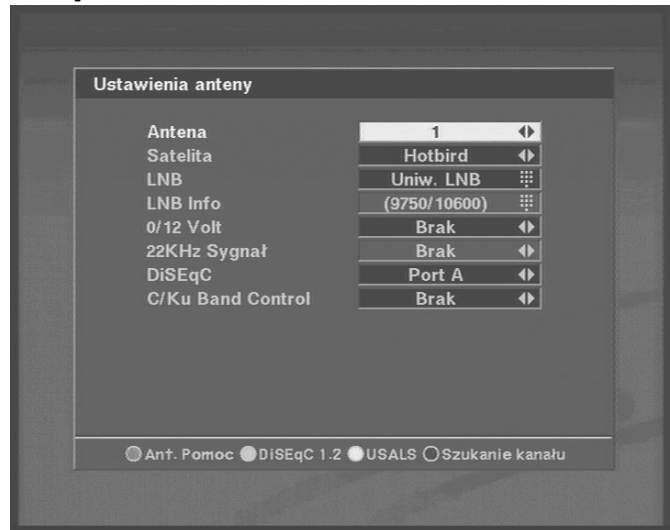 Ustawienia anteny
Antena 1
Satelita Hotbird
LNB Uniw. LNB
LNB Info (9750/10600)
0/12 Volt Brak
22KHz Sygnał Brak
DiSEqC Port A
C/Ku Band Control Brak
Ant. Pomoc DiSEqC 1.2 USALS Szukanie kanału